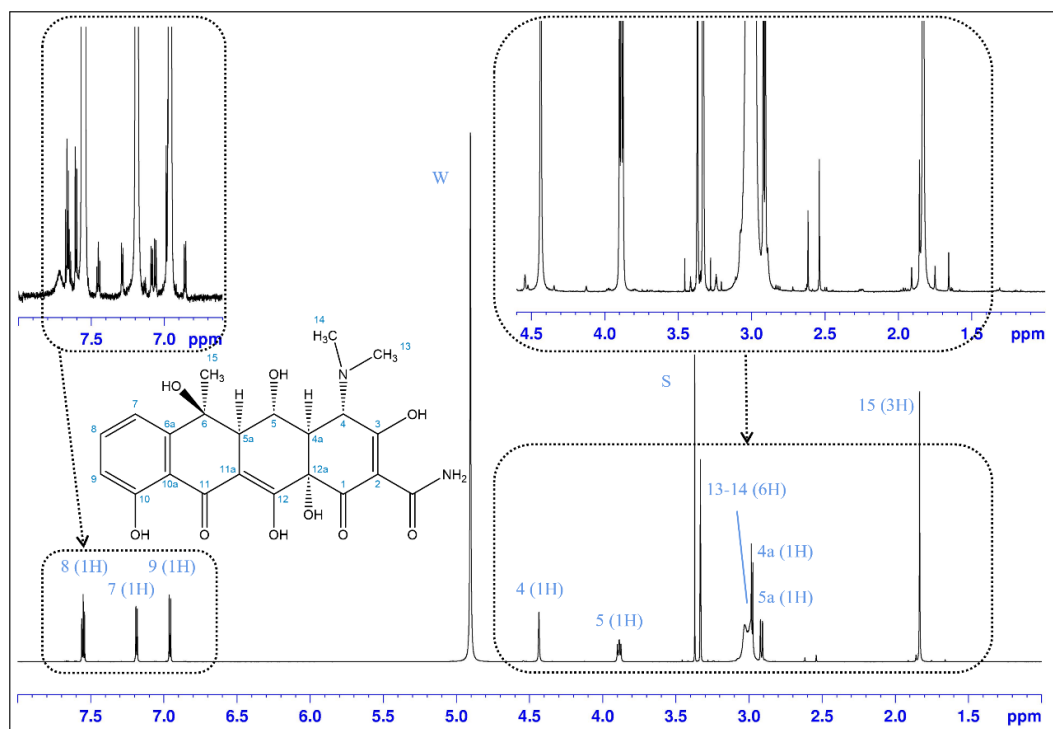 7.5 7.0 ppm
4.5 4.0 3.5 3.0 2.5 2.0 1.5 ppm
W
S
15 (3H)
13-14 (6H)
4a (1H)
5a (1H)
4 (1H)
5 (1H)
8 (1H)
7 (1H)
9 (1H)
14
H3C
13
CH3
N
15
CH3
HO
H
OH
H
7
6a
6
5a
5
4a
4
3
OH
8
9
10
10a
11
11a
12
12a
1
2
NH2
OH
O
OH
OH
O
O
7.5 7.0 6.5 6.0 5.5 5.0 4.5 4.0 3.5 3.0 2.5 2.0 1.5 ppm